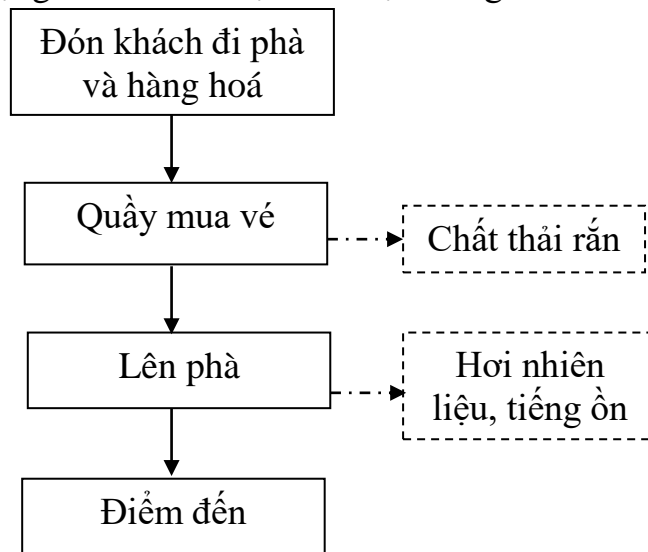 Đón khách đi phà
và hàng hoá
Quầy mua vé
Chất thải rắn
Lên phà
Hơi nhiên
liệu, tiếng ồn
Điểm đến